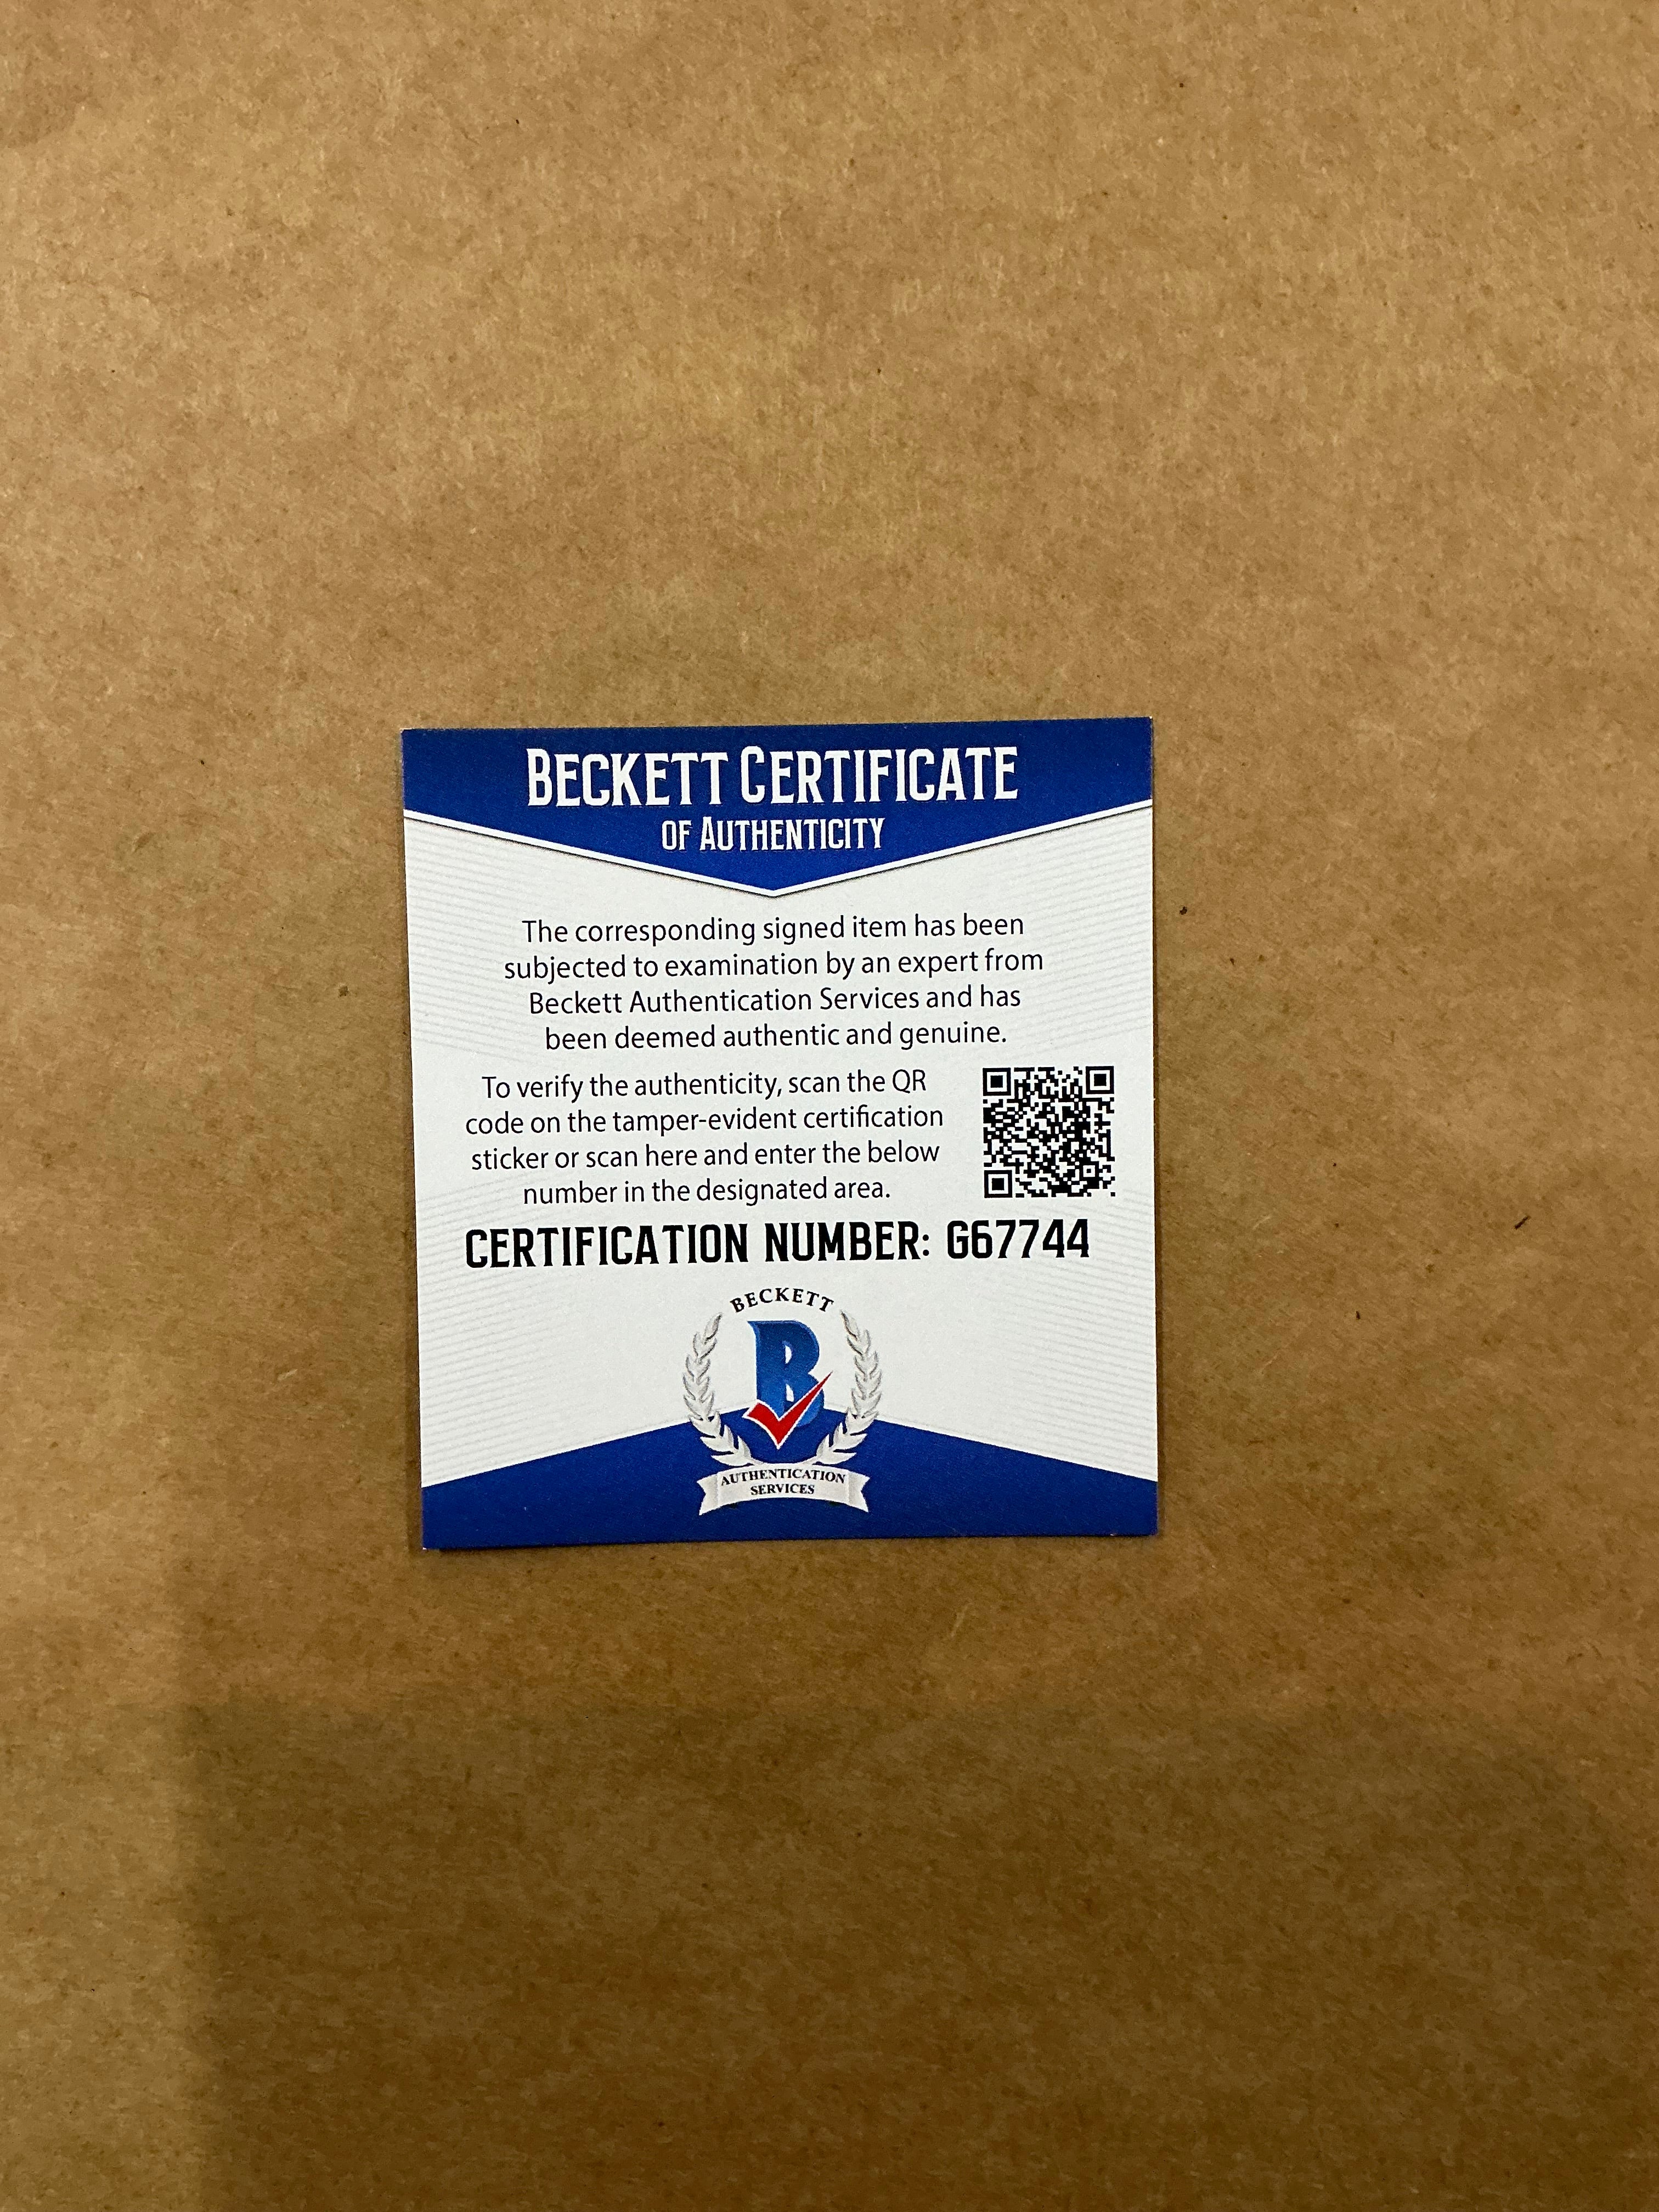 BECKETT CERTIFICATE
OF AUTHENTICITY
The corresponding signed item has been
subjected to examination by an expert from
Beckett Authentication Services and has
been deemed authentic and genuine.
To verify the authenticity, scan the QR
code on the tamper-evident certification
sticker or scan here and enter the below
number in the designated area.
CERTIFICATION NUMBER: G67744
BECKETT
B
AUTHENTICATION
SERVICES